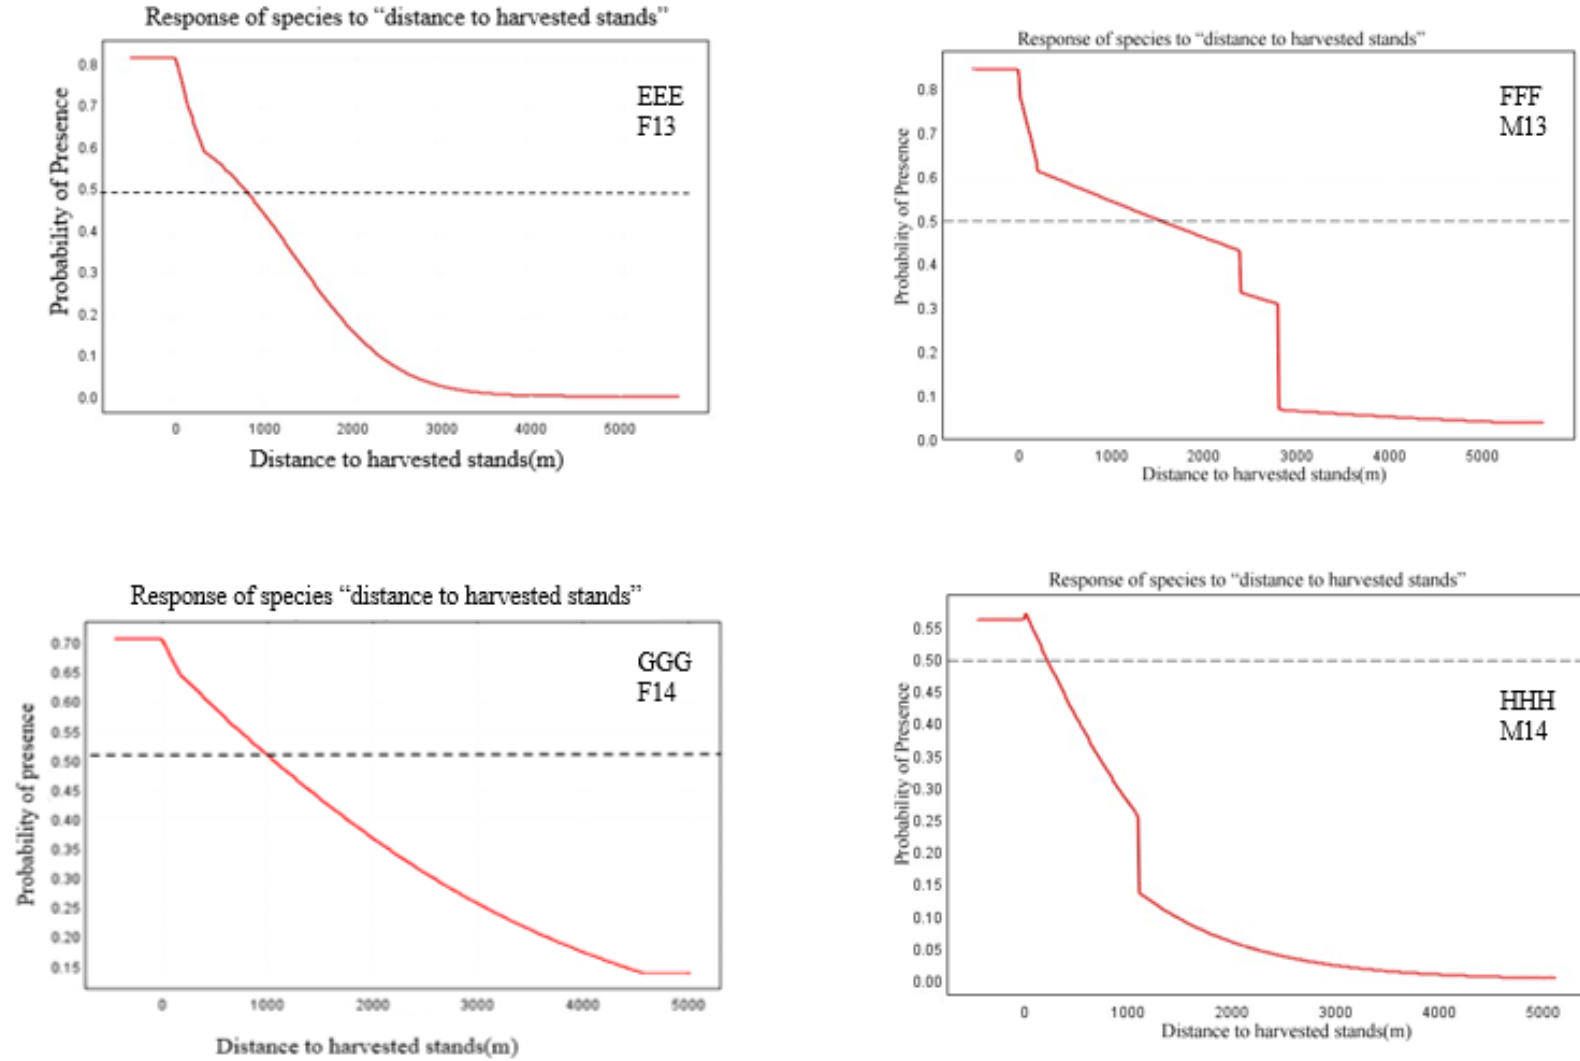 Response of species to “distance to harvested stands”
EEE
F13
Probability of Presence
0.8
0.7
0.6
0.5
0.4
0.3
0.2
0.1
0.0
0 1000 2000 3000 4000 5000
Distance to harvested stands(m)
Response of species to “distance to harvested stands”
FFF
M13
Probability of Presence
0.8
0.7
0.6
0.5
0.4
0.3
0.2
0.1
0.0
0 1000 2000 3000 4000 5000
Distance to harvested stands(m)
Response of species “distance to harvested stands”
GGG
F14
Probability of presence
0.70
0.65
0.60
0.55
0.50
0.45
0.40
0.35
0.30
0.25
0.20
0.15
0 1000 2000 3000 4000 5000
Distance to harvested stands(m)
Response of species to “distance to harvested stands”
HHH
M14
Probability of Presence
0.55
0.50
0.45
0.40
0.35
0.30
0.25
0.20
0.15
0.10
0.05
0.00
0 1000 2000 3000 4000 5000
Distance to harvested stands(m)